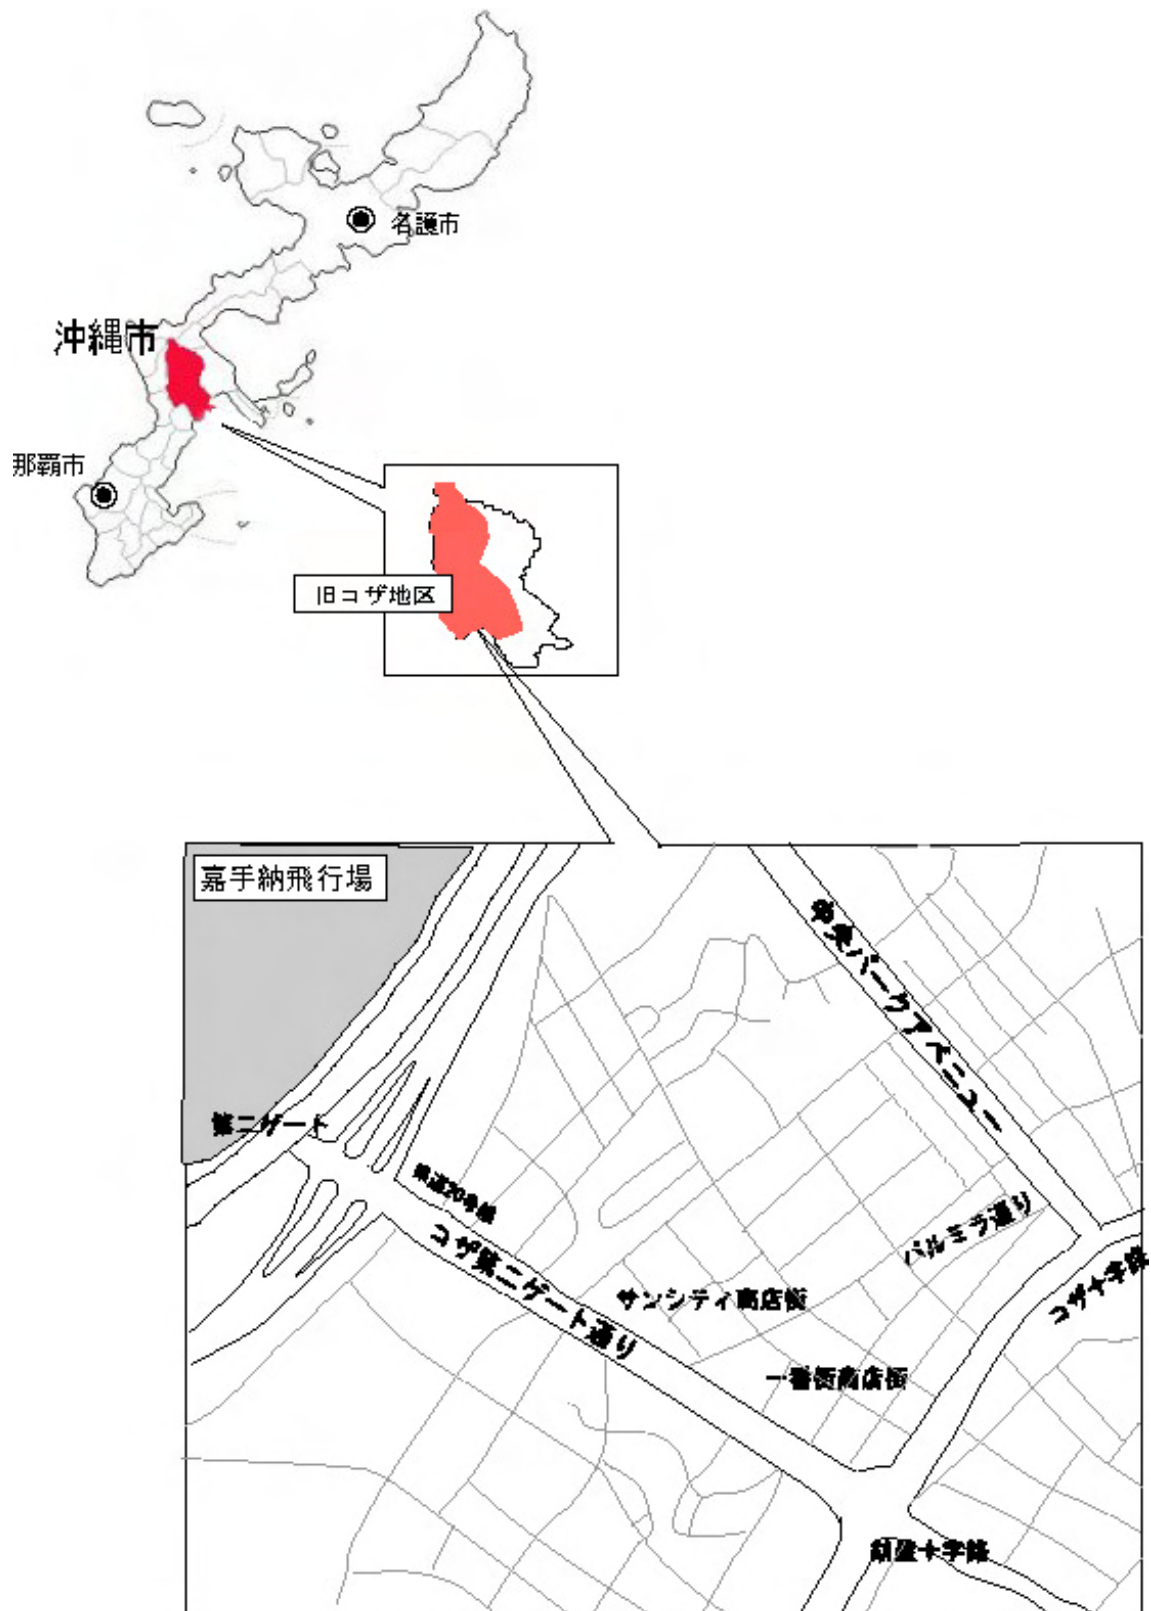 名護市
沖縄市
那覇市
旧コザ地区
嘉手納飛行場
中央パークアベニュー
第二ゲート
県道20号線
コザ第二ゲート通り
パルミラ通り
サンシティ商店街
コザ十字路
一番街商店街
胡屋十字路